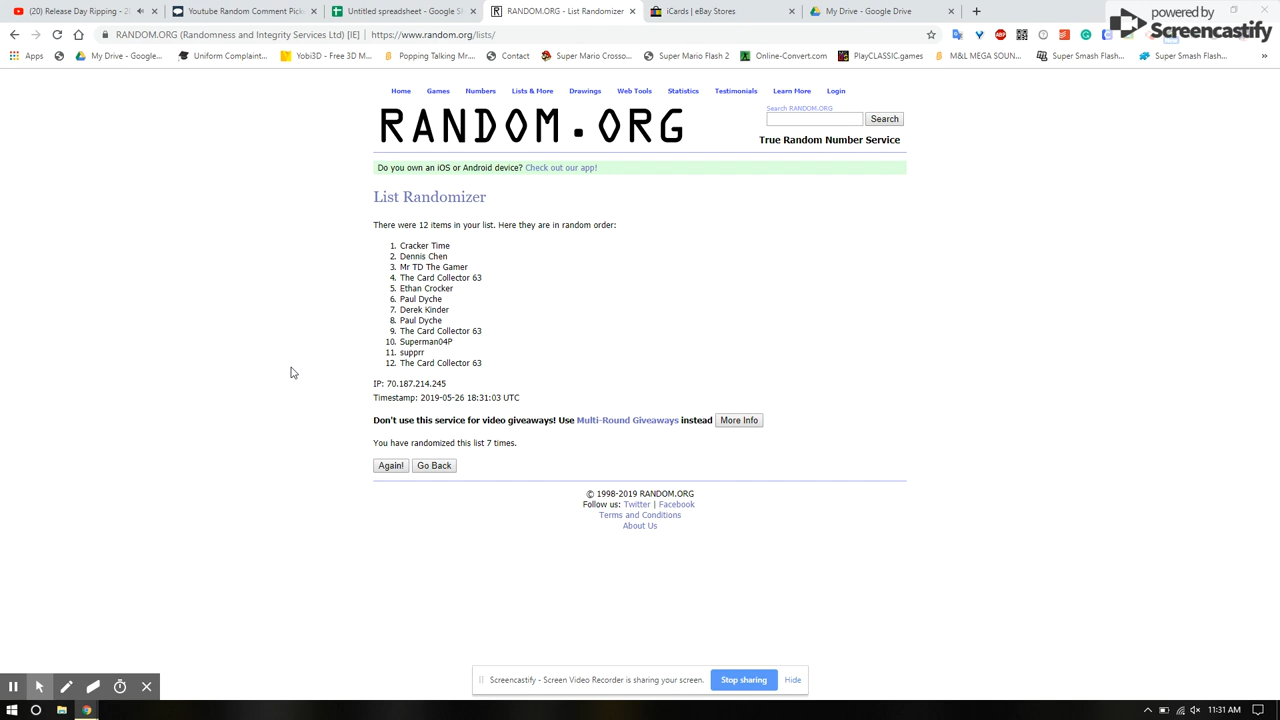 powered by
Screencastify
(20) Release Day Ripping - 20
Youtube Random Comment Pick
Untitled spreadsheet - Google S
RANDOM.ORG - List Randomizer
iCards | eBay Stores
My Drive - Google Drive
RANDOM.ORG (Randomness and Integrity Services Ltd) [IE] | https://www.random.org/lists/
Apps
My Drive - Google...
Uniform Complaint...
Yobi3D - Free 3D M...
Popping Talking Mr....
Contact
Super Mario Crosso...
Super Mario Flash 2
Online-Convert.com
PlayCLASSIC.games
M&L MEGA SOUN...
Super Smash Flash...
Super Smash Flash...
Home Games Numbers Lists & More Drawings Web Tools Statistics Testimonials Learn More Login
RANDOM.ORG
Search RANDOM.ORG
Search
True Random Number Service
Do you own an iOS or Android device? Check out our app!
List Randomizer
There were 12 items in your list. Here they are in random order:
1. Cracker Time
2. Dennis Chen
3. Mr TD The Gamer
4. The Card Collector 63
5. Ethan Crocker
6. Paul Dyche
7. Derek Kinder
8. Paul Dyche
9. The Card Collector 63
10. Superman04P
11. supprr
12. The Card Collector 63
IP: 70.187.214.245
Timestamp: 2019-05-26 18:31:03 UTC
Don't use this service for video giveaways! Use Multi-Round Giveaways instead More Info
You have randomized this list 7 times.
Again! Go Back
© 1998-2019 RANDOM.ORG
Follow us: Twitter | Facebook
Terms and Conditions
About Us
Screencastify - Screen Video Recorder is sharing your screen. Stop sharing Hide
11:31 AM